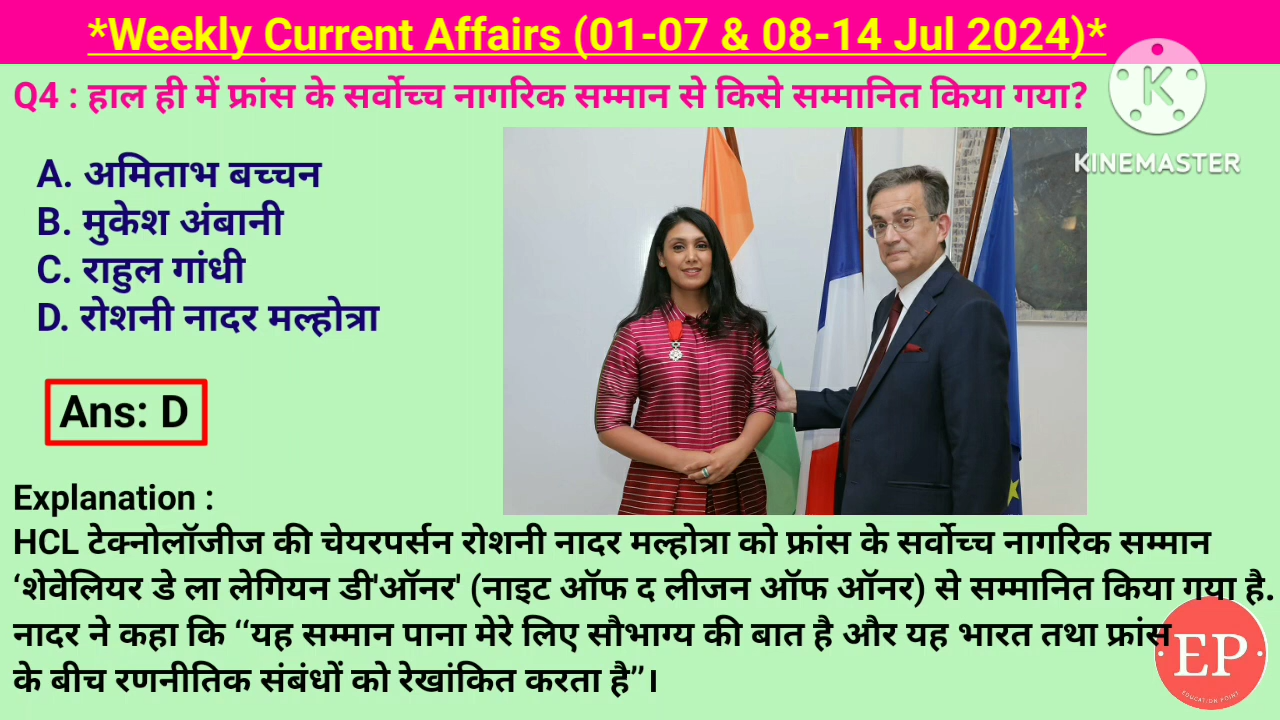 *Weekly Current Affairs (01-07 & 08-14 Jul 2024)*
Q4 : हाल ही में फ्रांस के सर्वोच्च नागरिक सम्मान से किसे सम्मानित किया गया?
K
KINEMASTER
A. अमिताभ बच्चन
B. मुकेश अंबानी
C. राहुल गांधी
D. रोशनी नादर मल्होत्रा
Ans: D
Explanation :
HCL टेक्नोलॉजीज की चेयरपर्सन रोशनी नादर मल्होत्रा को फ्रांस के सर्वोच्च नागरिक सम्मान
‘शेवेलियर डे ला लेगियन डी'ऑनर' (नाइट ऑफ द लीजन ऑफ ऑनर) से सम्मानित किया गया है.
नादर ने कहा कि “यह सम्मान पाना मेरे लिए सौभाग्य की बात है और यह भारत तथा फ्रांस
के बीच रणनीतिक संबंधों को रेखांकित करता है”।
EP
EDUCATION POINT